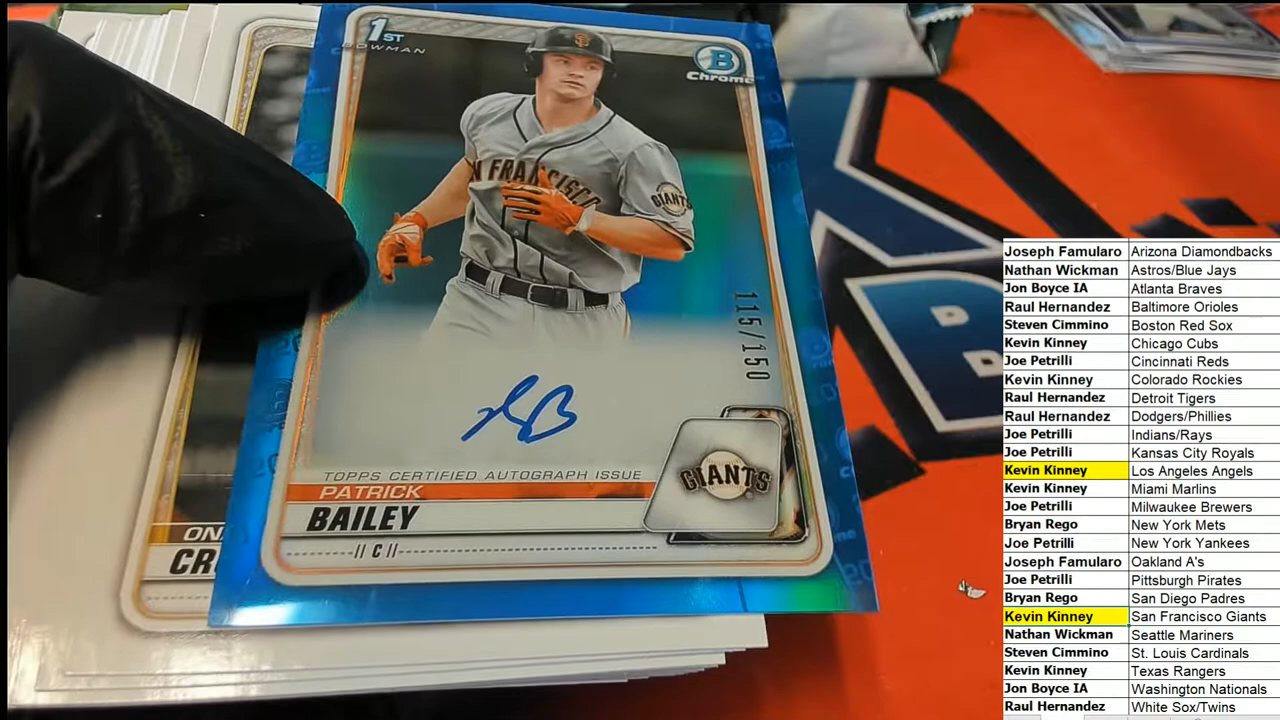 1ST
BOWMAN
B
Chrome
SF
N FRANCISCO
GIANTS
115/150
TOPPS CERTIFIED AUTOGRAPH ISSUE
GIANTS
PATRICK
BAILEY
C
ON
CR
B
Joseph Famularo Arizona Diamondbacks
Nathan Wickman Astros/Blue Jays
Jon Boyce IA Atlanta Braves
Raul Hernandez Baltimore Orioles
Steven Cimmino Boston Red Sox
Kevin Kinney Chicago Cubs
Joe Petrilli Cincinnati Reds
Kevin Kinney Colorado Rockies
Raul Hernandez Detroit Tigers
Raul Hernandez Dodgers/Phillies
Joe Petrilli Indians/Rays
Joe Petrilli Kansas City Royals
Kevin Kinney Los Angeles Angels
Kevin Kinney Miami Marlins
Joe Petrilli Milwaukee Brewers
Bryan Rego New York Mets
Joe Petrilli New York Yankees
Joseph Famularo Oakland A's
Joe Petrilli Pittsburgh Pirates
Bryan Rego San Diego Padres
Kevin Kinney San Francisco Giants
Nathan Wickman Seattle Mariners
Steven Cimmino St. Louis Cardinals
Kevin Kinney Texas Rangers
Jon Boyce IA Washington Nationals
Raul Hernandez White Sox/Twins